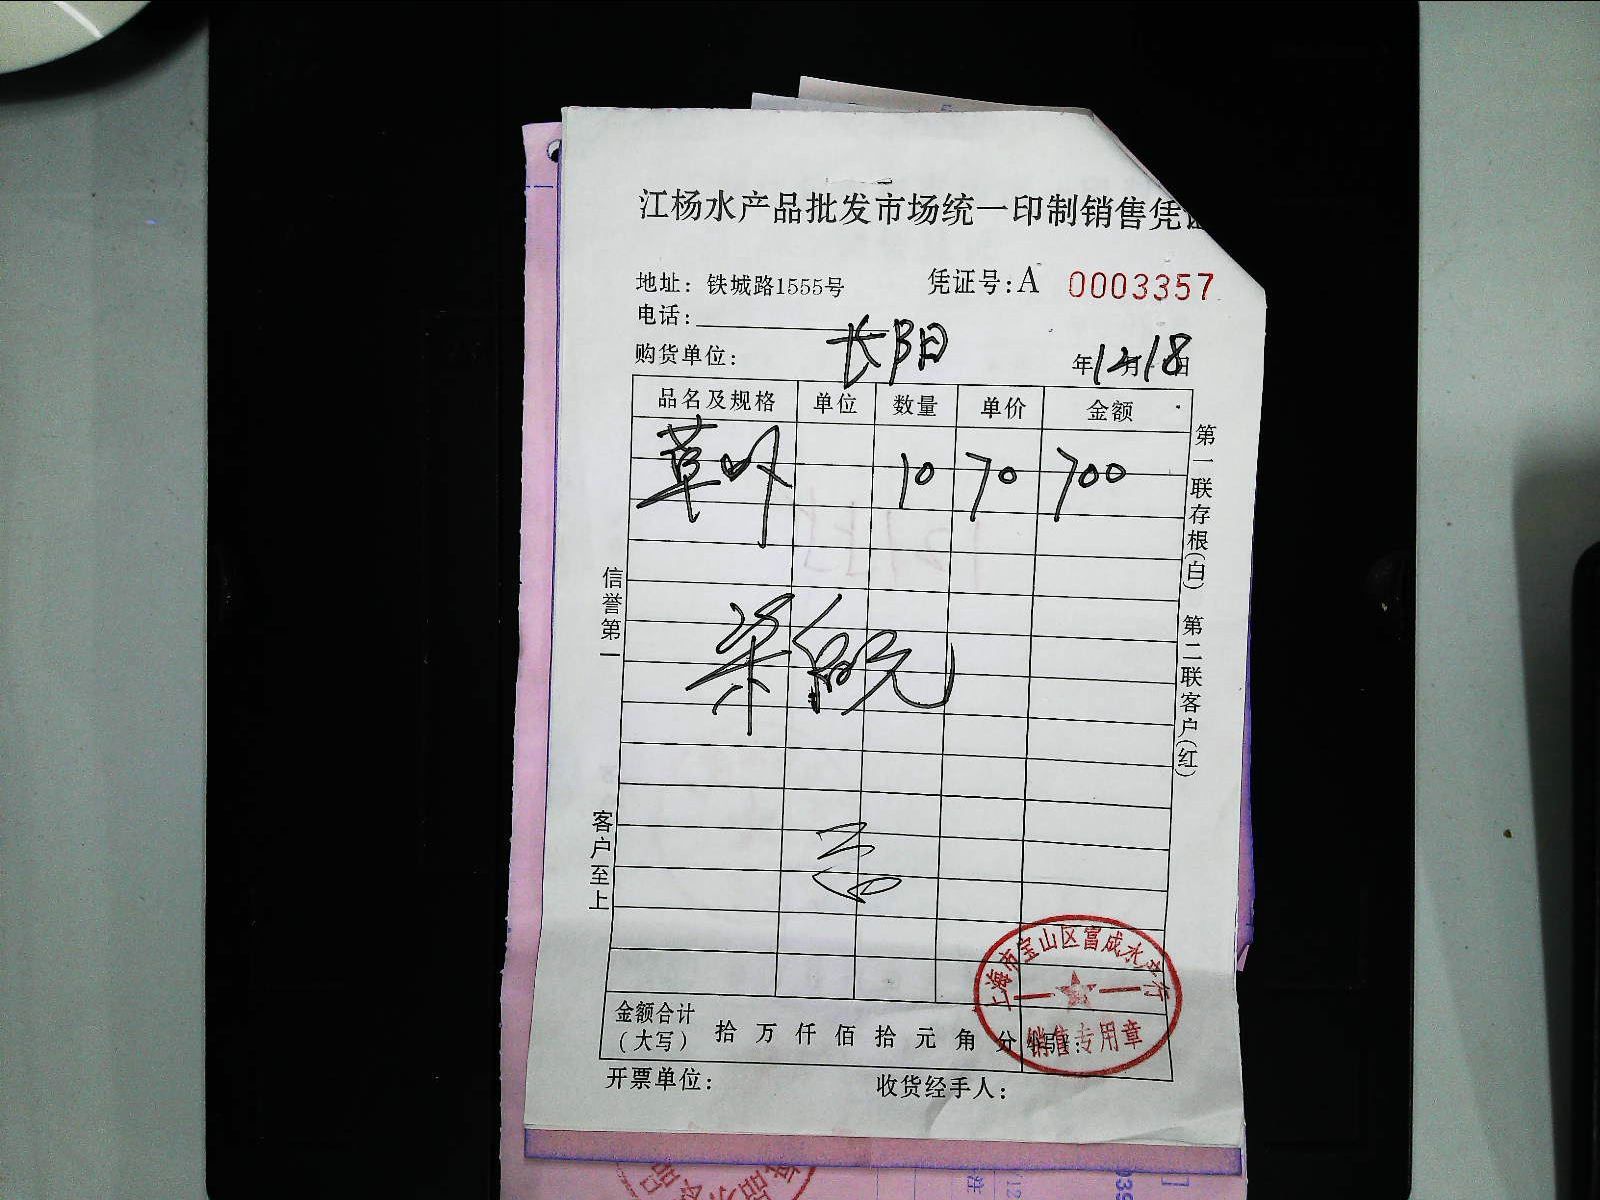 江杨水产品批发市场统一印制销售凭证
地址：铁城路1555号
凭证号：A 0003357
电话：
购货单位：长阳
年12月18日
品名及规格 单位 数量 单价 金额
草 10 70 700
信誉第一
客户至上
第一联存根(白) 第二联客户(红)
金额合计(大写) 拾 万 仟 佰 拾 元 角 分
上海市宝山区富成水产行
销售专用章
开票单位：
收货经手人：